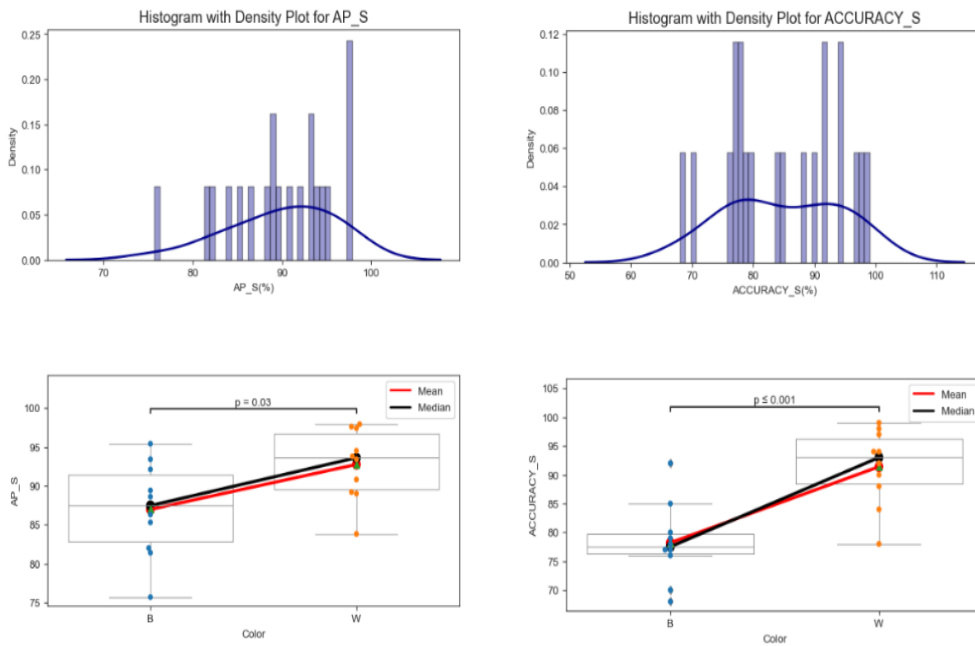 Histogram with Density Plot for AP_S
0.25
0.20
0.15
0.10
0.05
0.00
Density
70 80 90 100
AP_S(%)
Histogram with Density Plot for ACCURACY_S
0.12
0.10
0.08
0.06
0.04
0.02
0.00
Density
50 60 70 80 90 100 110
ACCURACY_S(%)
100
95
90
85
80
75
AP_S
p = 0.03
Mean
Median
B W
Color
105
100
95
90
85
80
75
70
ACCURACY_S
p ≤ 0.001
Mean
Median
B W
Color